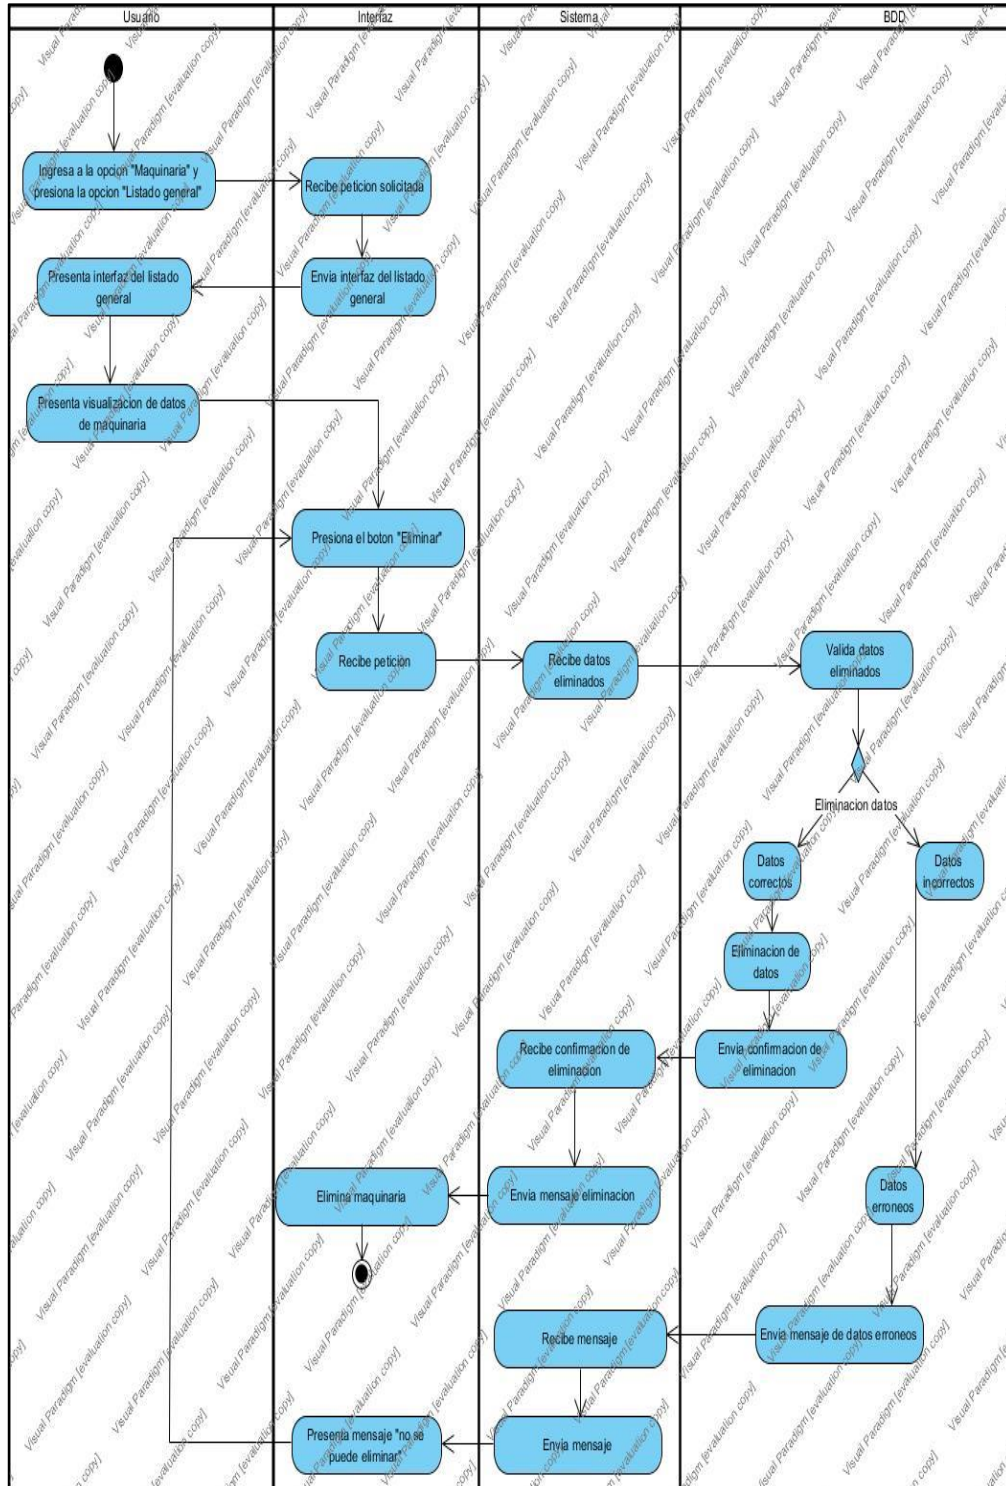 Usuario
Interfaz
Sistema
BDD
Ingresa a la opcion "Maquinaria" y
presiona la opcion "Listado general"
Recibe peticion solicitada
Presenta interfaz del listado
general
Envia interfaz del listado
general
Presenta visualizacion de datos
de maquinaria
Presiona el boton "Eliminar"
Recibe peticion
Recibe datos
eliminados
Valida datos
eliminados
Eliminacion datos
Datos
correctos
Datos
incorrectos
Eliminacion de
datos
Recibe confirmacion de
eliminacion
Envia confirmacion de
eliminacion
Elimina maquinaria
Envia mensaje eliminacion
Datos
erroneos
Recibe mensaje
Envia mensaje de datos erroneos
Presenta mensaje "no se
puede eliminar"
Envia mensaje
Visual Paradigm [evaluation copy]